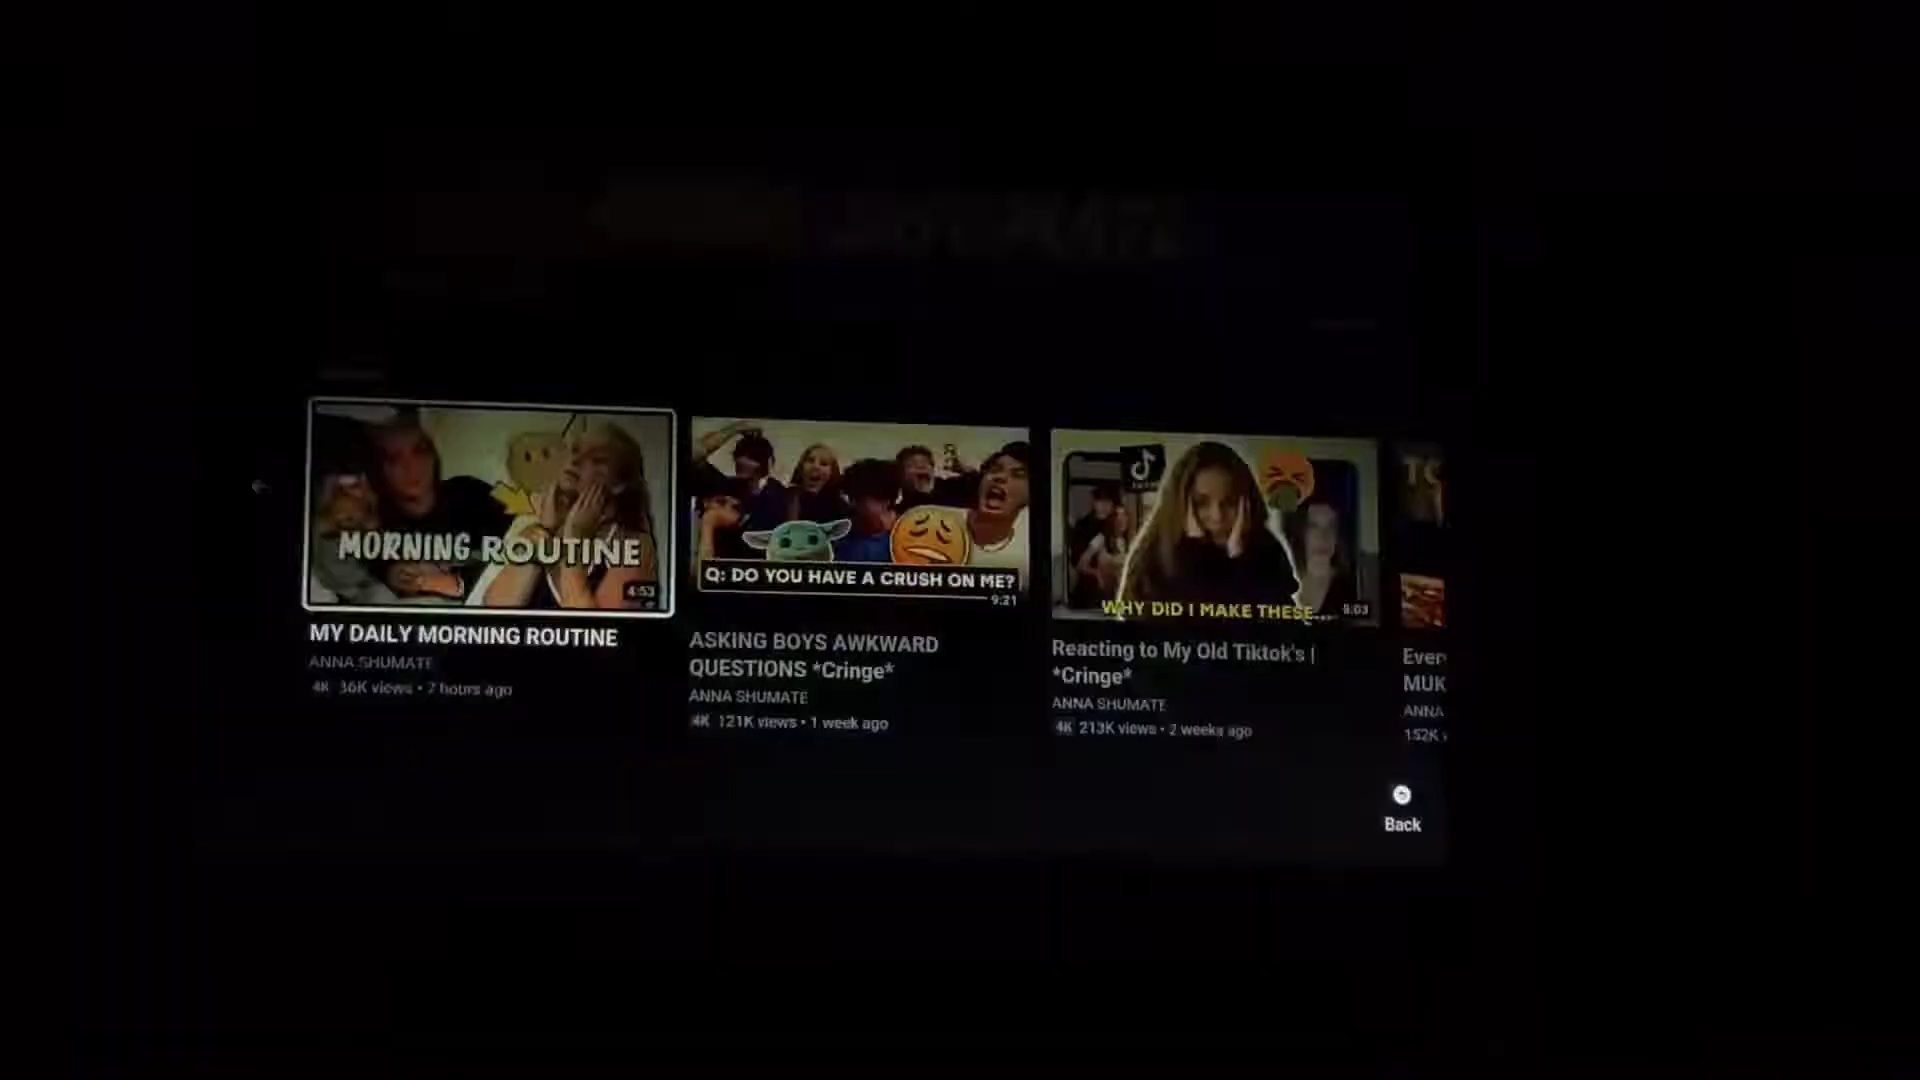 MORNING ROUTINE
4:53
MY DAILY MORNING ROUTINE
ANNA SHUMATE
4K 36K views • 7 hours ago
Q: DO YOU HAVE A CRUSH ON ME?
9:21
ASKING BOYS AWKWARD
QUESTIONS *Cringe*
ANNA SHUMATE
4K 121K views • 1 week ago
WHY DID I MAKE THESE...
8:03
Reacting to My Old Tiktok's |
*Cringe*
ANNA SHUMATE
4K 213K views • 2 weeks ago
Ever
MUK
ANNA
152K
Back